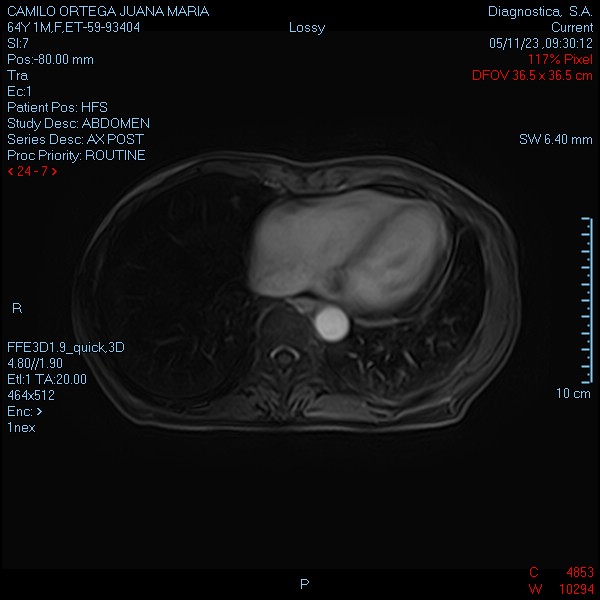 CAMILO ORTEGA JUANA MARIA
64Y 1M,F,ET-59-93404
Sl:7
Pos:-80.00 mm
Tra
Ec:1
Patient Pos: HFS
Study Desc: ABDOMEN
Series Desc: AX POST
Proc Priority: ROUTINE
< 24 - 7 >
Lossy
Diagnostica, S.A.
Current
05/11/23 ,09:30:12
117% Pixel
DFOV 36.5 x 36.5 cm
SW 6.40 mm
R
FFE3D1.9_quick,3D
4.80//1.90
Etl:1 TA:20.00
464x512
Enc: >
1nex
10 cm
P
C 4853
W 10294